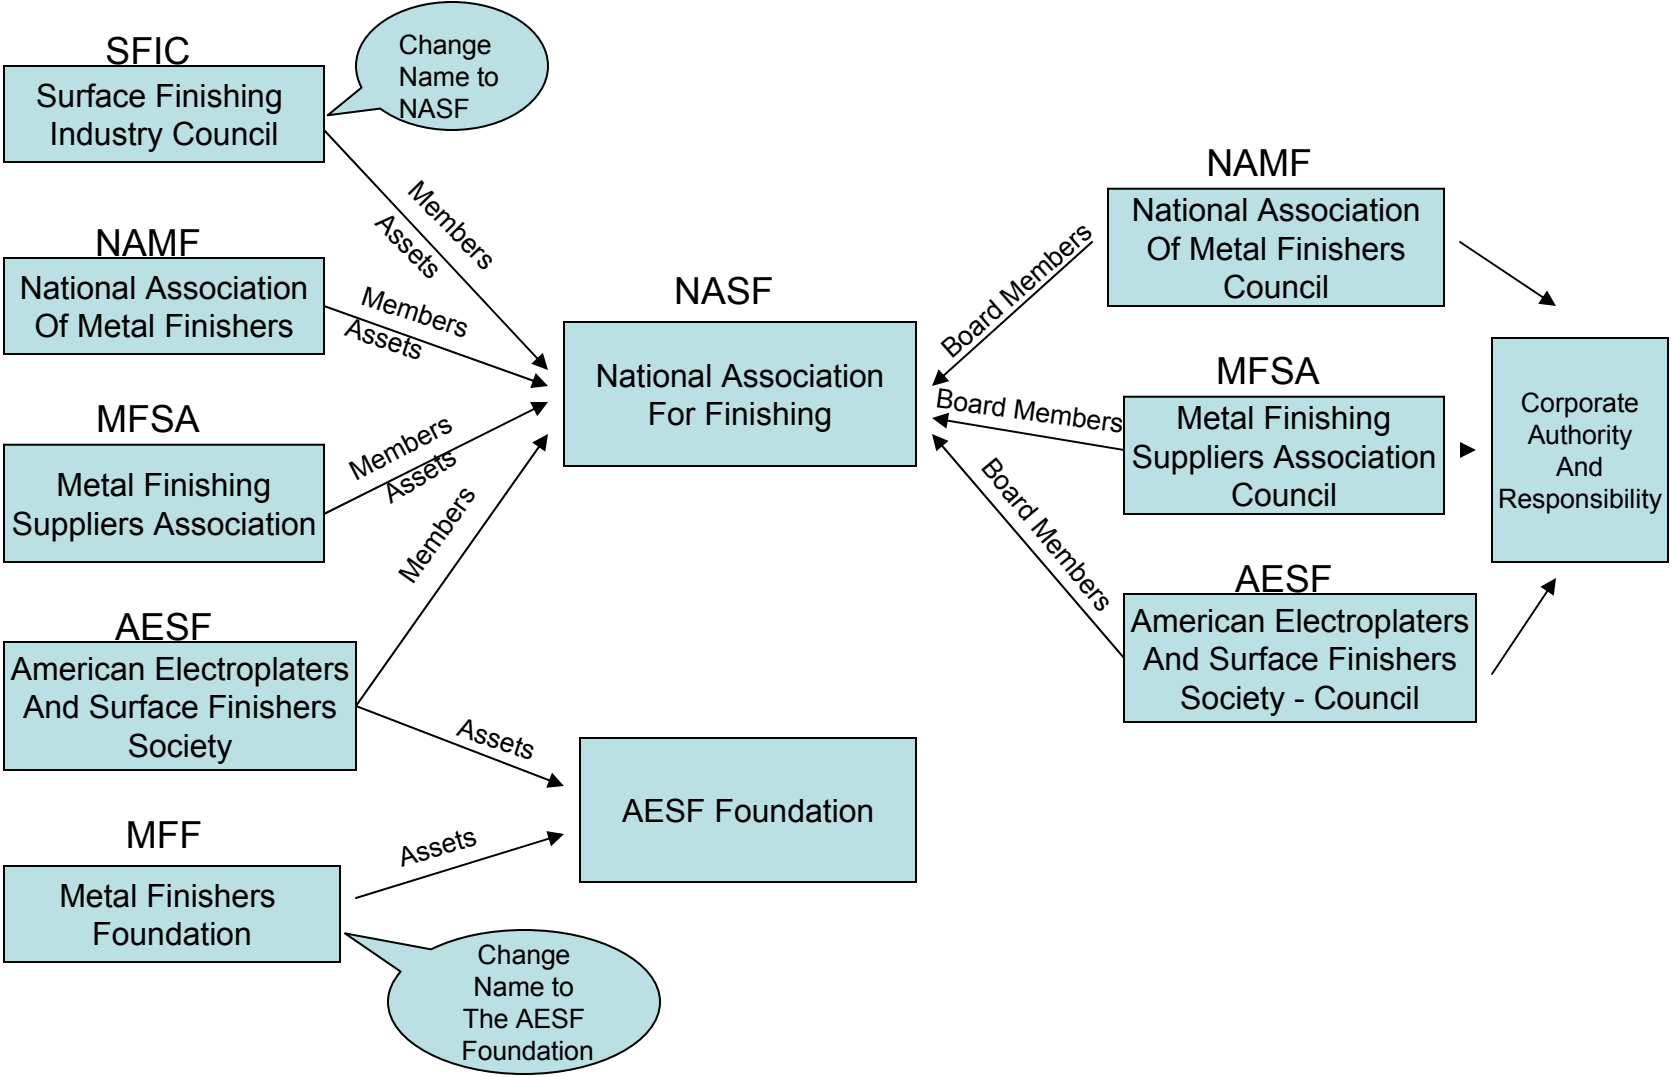 SFIC
Surface Finishing
Industry Council
Change
Name to
NASF
Members
Assets
NAMF
National Association
Of Metal Finishers
Members
Assets
MFSA
Metal Finishing
Suppliers Association
Members
Assets
AESF
American Electroplaters
And Surface Finishers
Society
Members
Assets
MFF
Metal Finishers
Foundation
Assets
Change
Name to
The AESF
Foundation
NASF
National Association
For Finishing
AESF Foundation
NAMF
National Association
Of Metal Finishers
Council
Board Members
MFSA
Metal Finishing
Suppliers Association
Council
Board Members
AESF
American Electroplaters
And Surface Finishers
Society - Council
Board Members
Corporate
Authority
And
Responsibility